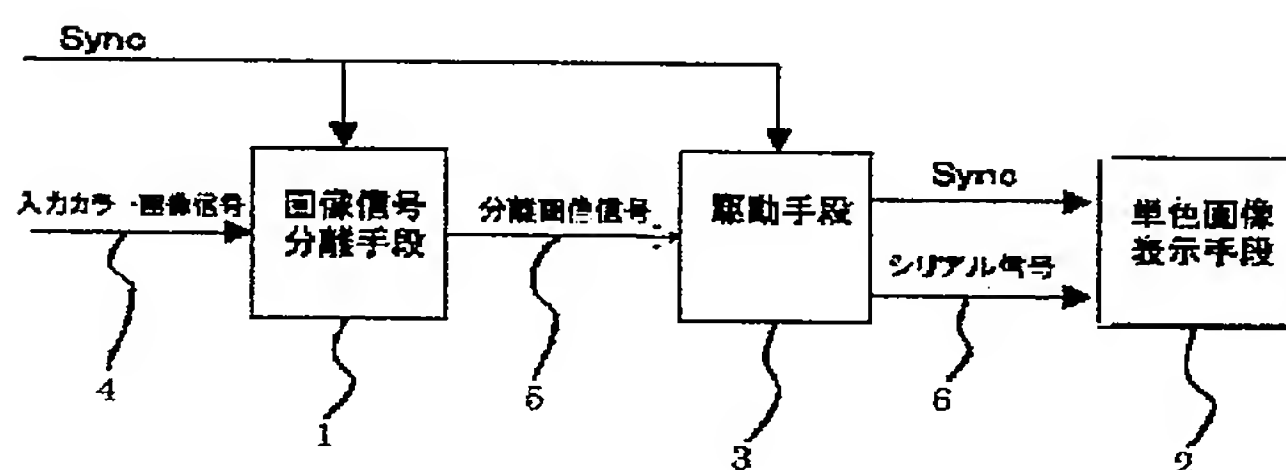 Sync
入力カラー画像信号
画像信号
分離手段
分離画像信号
駆動手段
Sync
シリアル信号
単色画像
表示手段
4
1
5
3
6
2